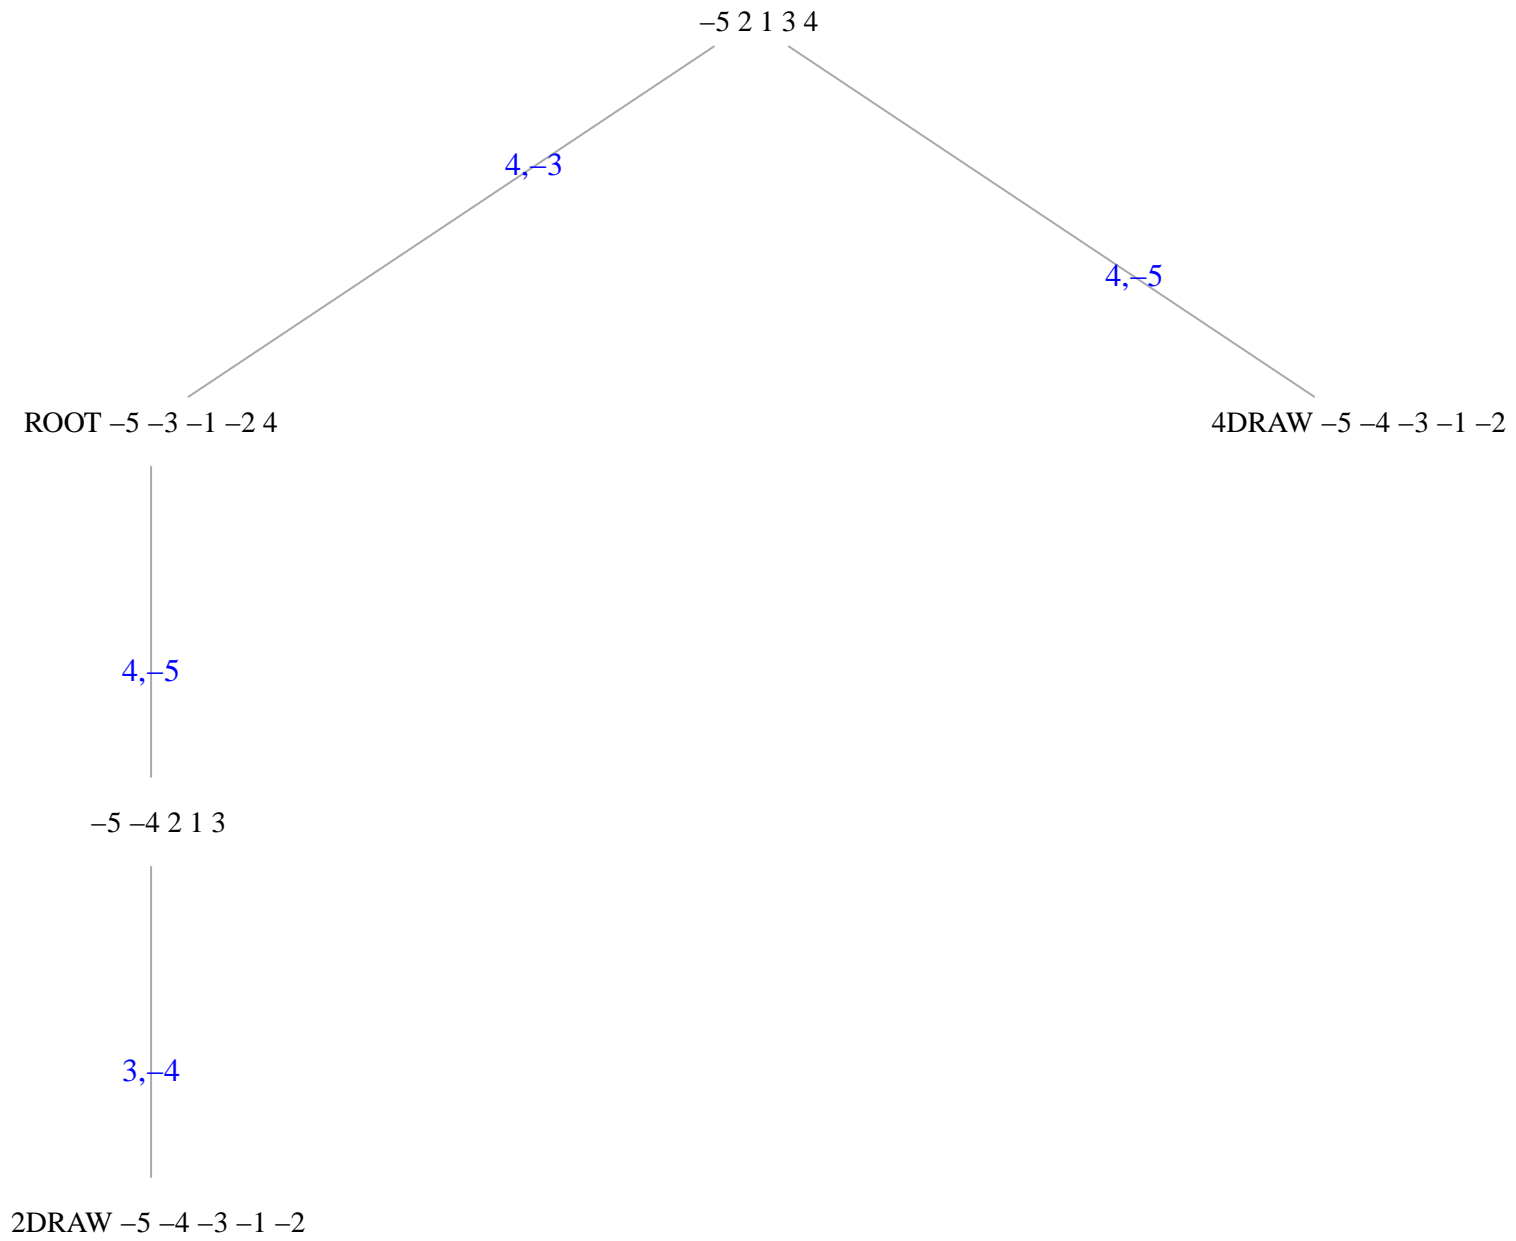 –5 2 1 3 4
4,–3
4,–5
ROOT –5 –3 –1 –2 4
4DRAW –5 –4 –3 –1 –2
4,–5
–5 –4 2 1 3
3,–4
2DRAW –5 –4 –3 –1 –2